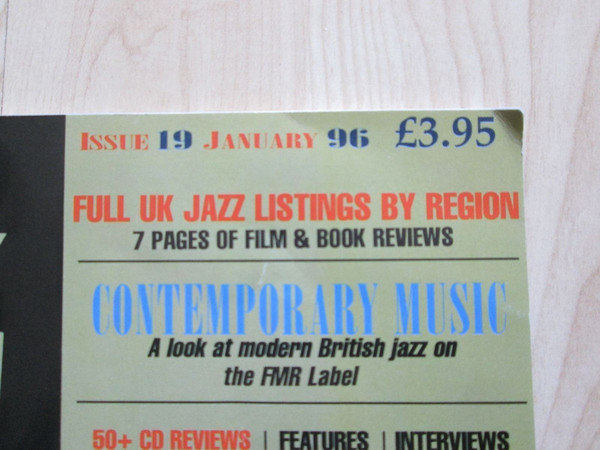 ISSUE 19 JANUARY 96 £3.95
FULL UK JAZZ LISTINGS BY REGION
7 PAGES OF FILM & BOOK REVIEWS
CONTEMPORARY MUSIC
A look at modern British jazz on
the FMR Label
50+ CD REVIEWS | FEATURES | INTERVIEWS